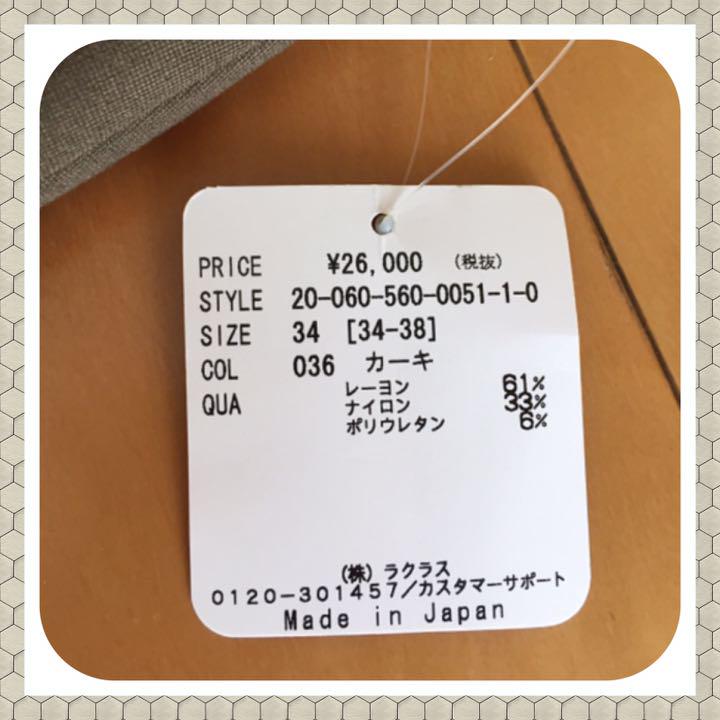 PRICE ¥26,000 (税抜)
STYLE 20-060-560-0051-1-0
SIZE 34 [34-38]
COL 036 カーキ
QUA レーヨン 61%
ナイロン 33%
ポリウレタン 6%
(株) ラクラス
0120-301457/カスタマーサポート
Made in Japan